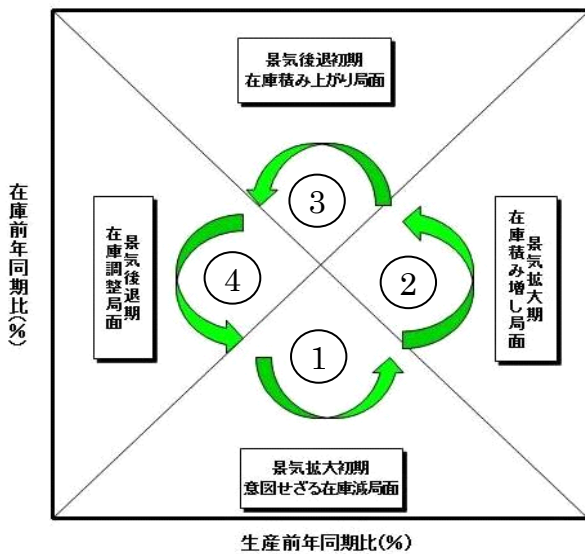 景気後退初期
在庫積み上がり局面
③
在庫前年同期比(%)
景気後退期
在庫調整局面
④
②
景気拡大期
在庫積み増し局面
①
景気拡大初期
意図せざる在庫減局面
生産前年同期比(%)